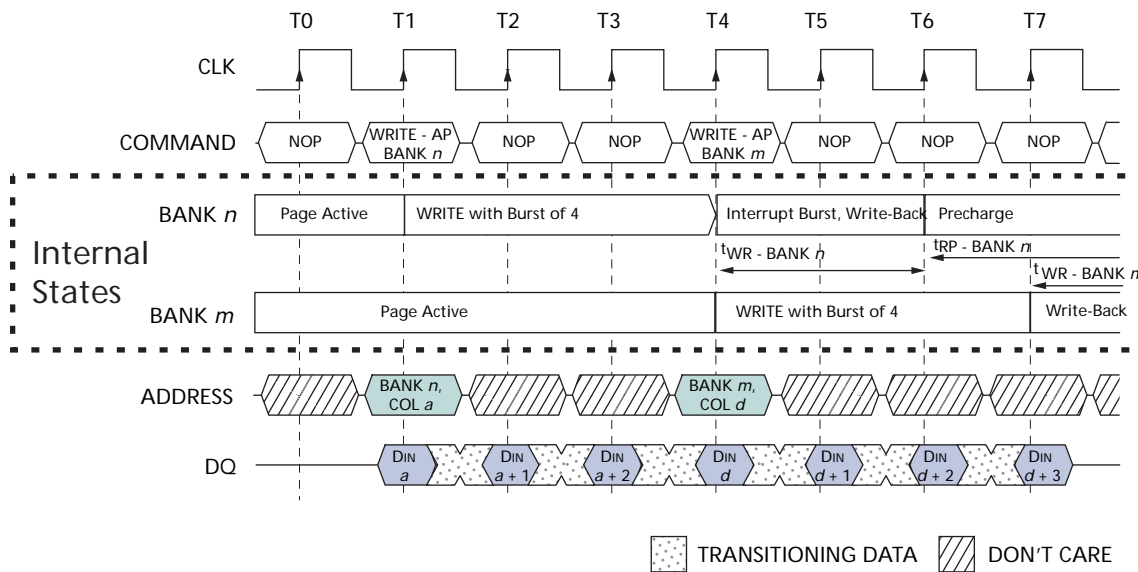 T0 T1 T2 T3 T4 T5 T6 T7
CLK
COMMAND NOP WRITE - AP BANK n NOP NOP WRITE - AP BANK m NOP NOP NOP
BANK n Page Active WRITE with Burst of 4 Interrupt Burst, Write-Back Precharge
Internal
States
tWR - BANK n tRP - BANK n
tWR - BANK n
BANK m Page Active WRITE with Burst of 4 Write-Back
ADDRESS BANK n, COL a BANK m, COL d
DQ DIN a DIN a + 1 DIN a + 2 DIN d DIN d + 1 DIN d + 2 DIN d + 3
TRANSITIONING DATA DON'T CARE